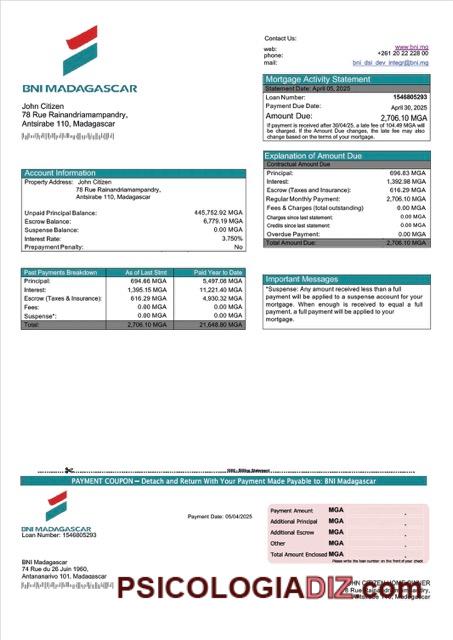 BNI MADAGASCAR
Contact Us:
web: www.bni.mg
phone: +261 20 22 228 00
mail: bni_dsi_dev_integr@bni.mg
John Citizen
78 Rue Rainandriamampandry,
Antsirabe 110, Madagascar
Mortgage Activity Statement
Statement Date: April 05, 2025
Loan Number: 1546805293
Payment Due Date: April 30, 2025
Amount Due: 2,706.10 MGA
If payment is received after 30/04/25, a late fee of 104.49 MGA will
be charged. If the Amount Due changes, the late fee may also
change based on the terms of your mortgage.
Account Information
Property Address: John Citizen
78 Rue Rainandriamampandry,
Antsirabe 110, Madagascar
Unpaid Principal Balance: 445,752.92 MGA
Escrow Balance: 6,779.19 MGA
Suspense Balance: 0.00 MGA
Interest Rate: 3.750%
Prepayment Penalty: No
Explanation of Amount Due
Contractual Amount Due
Principal: 696.83 MGA
Interest: 1,392.98 MGA
Escrow (Taxes and Insurance): 616.29 MGA
Regular Monthly Payment: 2,706.10 MGA
Fees & Charges (total outstanding) 0.00 MGA
Charges since last statement: 0.00 MGA
Credits since last statement: 0.00 MGA
Overdue Payment: 0.00 MGA
Total Amount Due: 2,706.10 MGA
Past Payments Breakdown As of Last Stmt Paid Year to Date
Principal: 694.66 MGA 5,497.08 MGA
Interest: 1,395.15 MGA 11,221.40 MGA
Escrow (Taxes & Insurance): 616.29 MGA 4,930.32 MGA
Fees: 0.00 MGA 0.00 MGA
Suspense*: 0.00 MGA 0.00 MGA
Total: 2,706.10 MGA 21,648.80 MGA
Important Messages
*Suspense: Any amount received less than a full
payment will be applied to a suspense account for your
mortgage. When enough is received to equal a full
payment, a full payment will be applied to your
mortgage.
PAYMENT COUPON – Detach and Return With Your Payment Made Payable to: BNI Madagascar
BNI MADAGASCAR
Loan Number: 1546805293
Payment Date: 05/04/2025
Payment Amount MGA .
Additional Principal MGA .
Additional Escrow MGA .
Other MGA .
Total Amount Enclosed MGA .
Please write the loan number on the front of your check
BNI Madagascar
74 Rue du 26 Juin 1960,
Antananarivo 101, Madagascar
PSICOLOGIADIZ.com